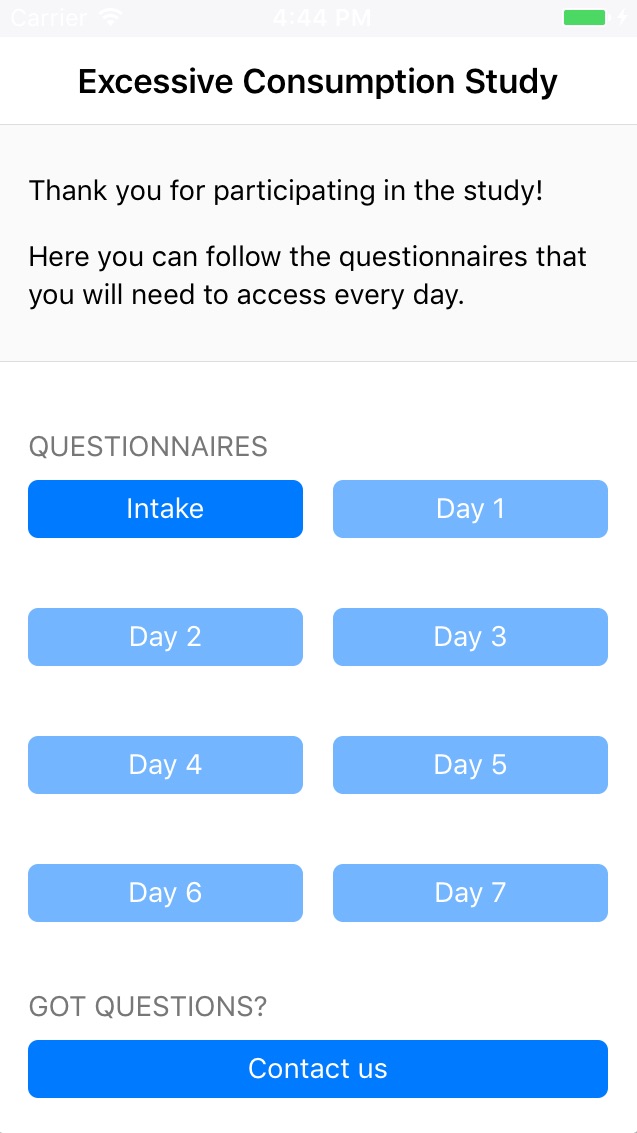 Carrier 4:44 PM
Excessive Consumption Study
Thank you for participating in the study!
Here you can follow the questionnaires that
you will need to access every day.
QUESTIONNAIRES
Intake Day 1
Day 2 Day 3
Day 4 Day 5
Day 6 Day 7
GOT QUESTIONS?
Contact us